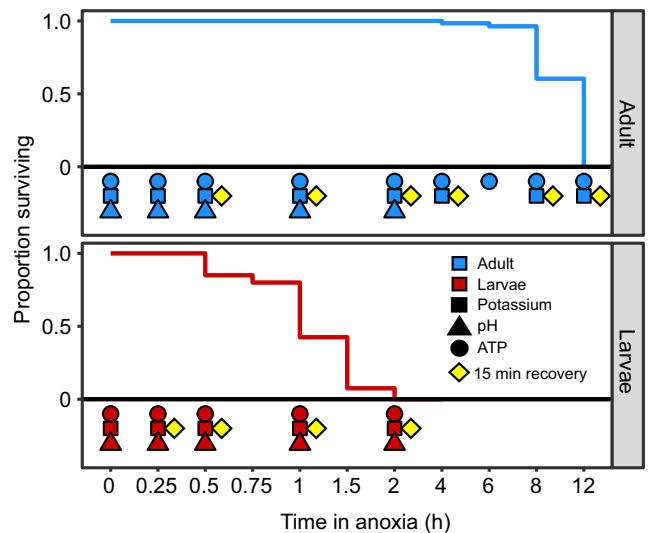 Proportion surviving
1.0
0.5
0
Adult
1.0
0.5
0
Larvae
Adult
Larvae
Potassium
pH
ATP
15 min recovery
0 0.25 0.5 0.75 1 1.5 2 4 6 8 12
Time in anoxia (h)